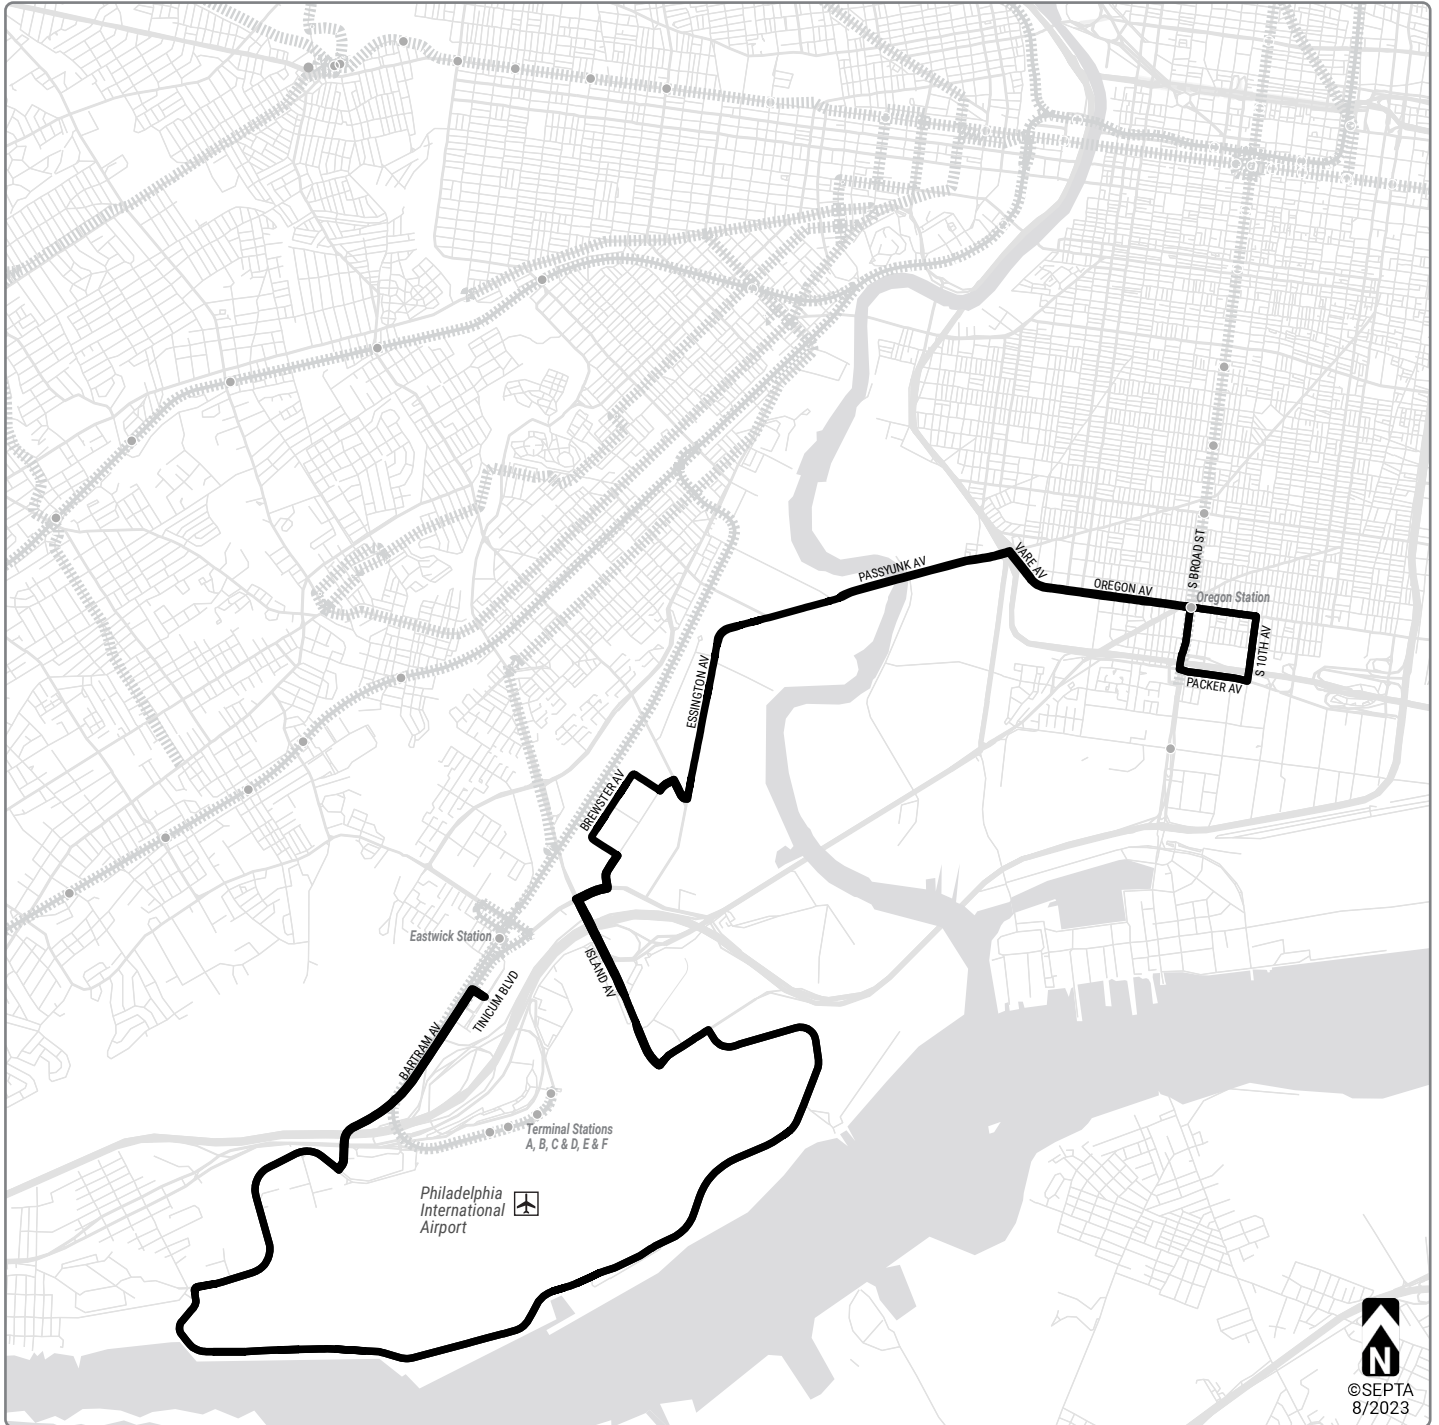 PASSYUNK AV
VARE AV
OREGON AV
S BROAD ST
Oregon Station
S 10TH AV
PACKER AV
ESSINGTON AV
BREWSTER AV
Eastwick Station
ISLAND AV
TINICUM BLVD
BARTRAM AV
Terminal Stations
A, B, C & D, E & F
Philadelphia
International
Airport
N
©SEPTA
8/2023